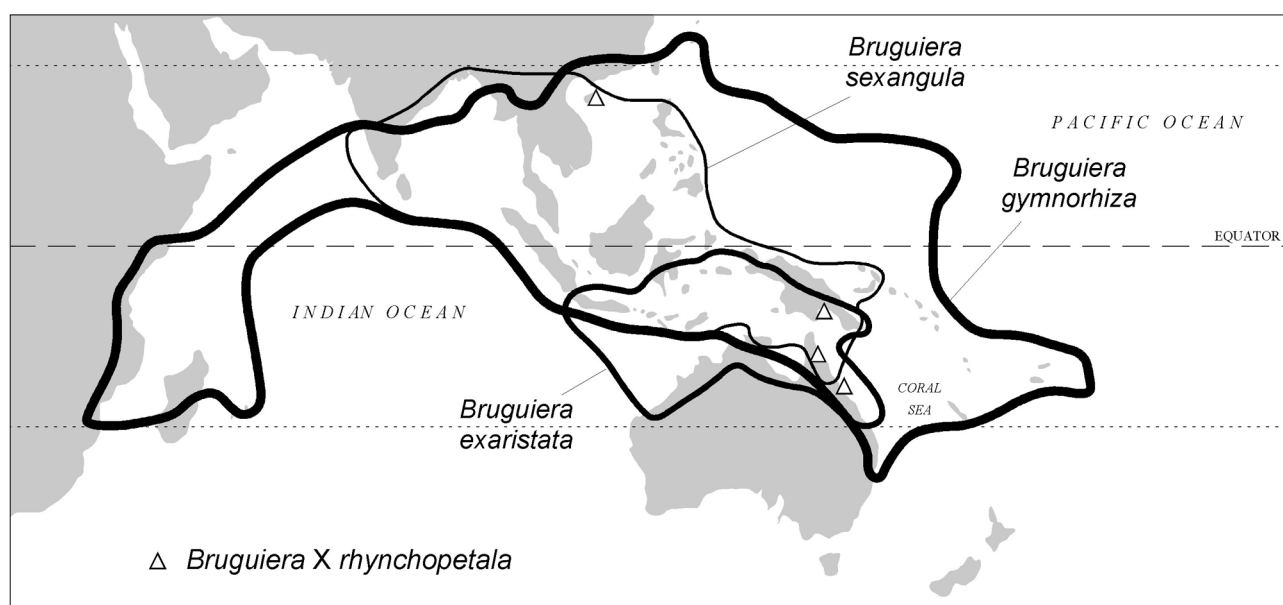 Bruguiera
sexangula
PACIFIC OCEAN
Bruguiera
gymnorhiza
EQUATOR
INDIAN OCEAN
CORAL
SEA
Bruguiera
exaristata
Bruguiera X rhynchopetala